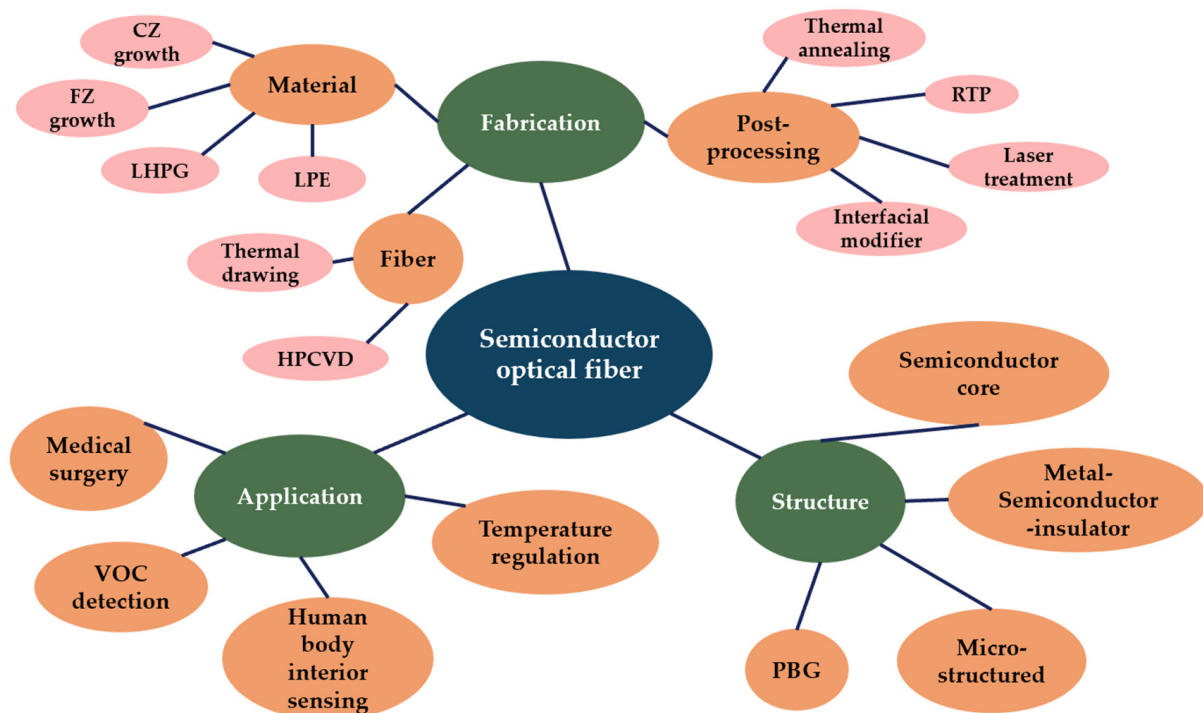 CZ
growth
Material
FZ
growth
LHPG
LPE
Fabrication
Thermal
annealing
Post-
processing
RTP
Laser
treatment
Interfacial
modifier
Thermal
drawing
Fiber
HPCVD
Semiconductor
optical fiber
Semiconductor
core
Metal-
Semiconductor
-insulator
Structure
Micro-
structured
PBG
Medical
surgery
Application
Temperature
regulation
VOC
detection
Human
body
interior
sensing